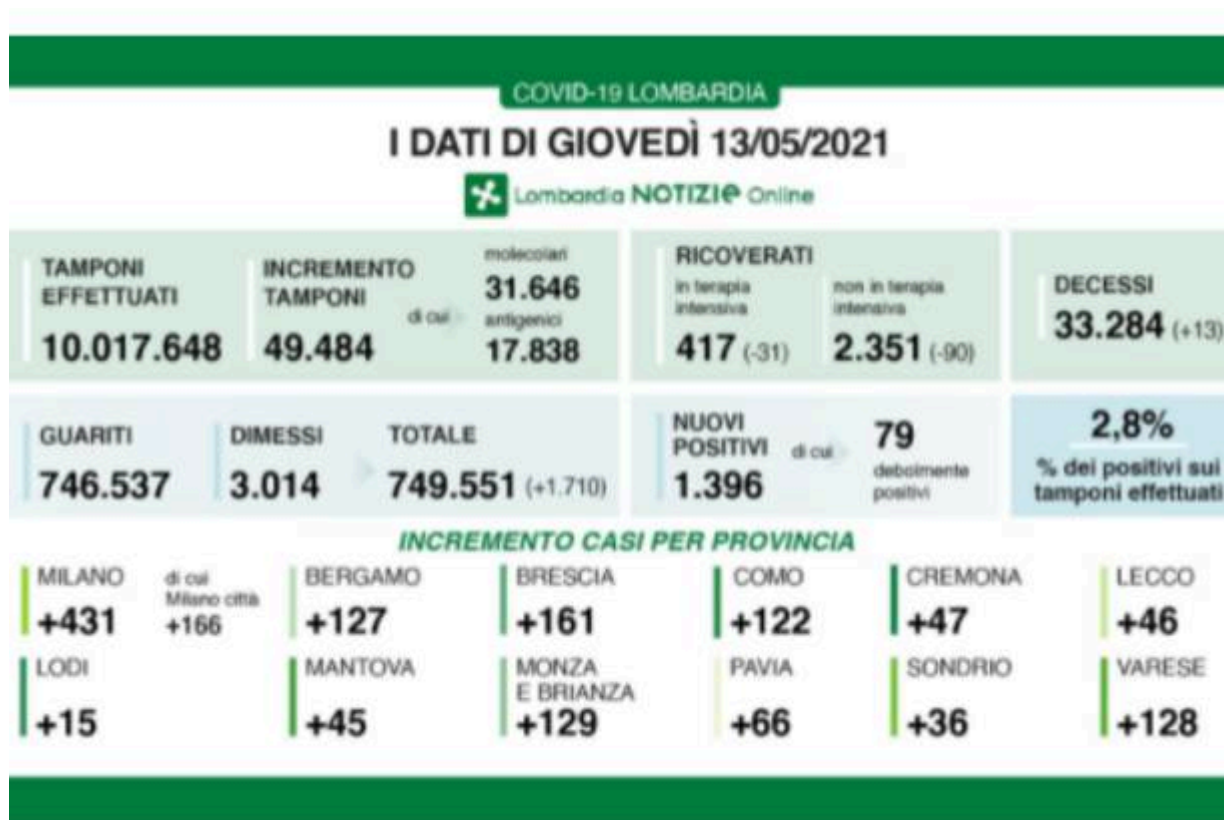 COVID-19 LOMBARDIA
I DATI DI GIOVEDÌ 13/05/2021
Lombardia NOTIZIe Online
TAMPONI
EFFETTUATI
10.017.648
INCREMENTO
TAMPONI
49.484
di cui
molecolari
31.646
antigenici
17.838
RICOVERATI
in terapia
intensiva
417 (-31)
non in terapia
intensiva
2.351 (-90)
DECESSI
33.284 (+13)
GUARITI
746.537
DIMESSI
3.014
TOTALE
749.551 (+1.710)
NUOVI
POSITIVI
1.396
di cui
79
debolmente
positivi
2,8%
% dei positivi sui
tamponi effettuati
INCREMENTO CASI PER PROVINCIA
MILANO
+431
di cui
Milano città
+166
BERGAMO
+127
BRESCIA
+161
COMO
+122
CREMONA
+47
LECCO
+46
LODI
+15
MANTOVA
+45
MONZA
E BRIANZA
+129
PAVIA
+66
SONDRIO
+36
VARESE
+128